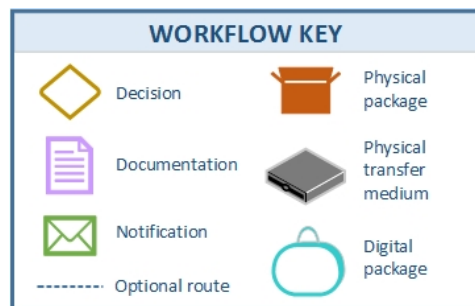 WORKFLOW KEY
Decision
Documentation
Notification
Optional route
Physical
package
Physical
transfer
medium
Digital
package